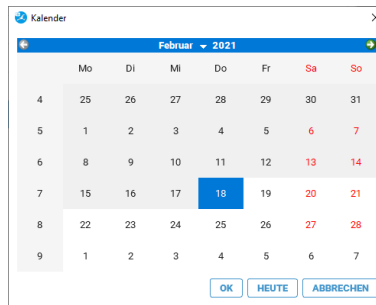 Kalender
Februar 2021
Mo Di Mi Do Fr Sa So
4 25 26 27 28 29 30 31
5 1 2 3 4 5 6 7
6 8 9 10 11 12 13 14
7 15 16 17 18 19 20 21
8 22 23 24 25 26 27 28
9 1 2 3 4 5 6 7
OK HEUTE ABBRECHEN